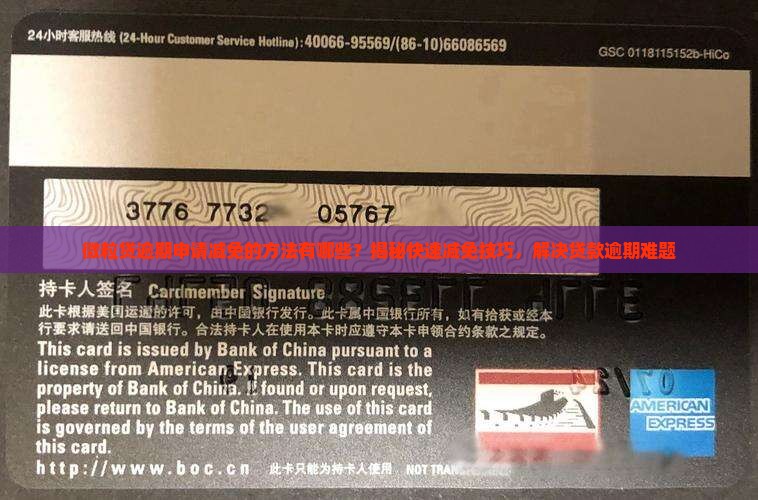 24小时客服热线 (24-Hour Customer Service Hotline):40066-95569/(86-10)66086569
GSC 0118115152b-HiCo
3776 7732 05767
微粒贷逾期申请减免的方法有哪些?揭秘快速减免技巧,解决贷款逾期难题
持卡人签名 Cardmember Signature
此卡根据美国运通的许可,由中国银行发行。此卡属中国银行所有,如有拾获或经本
行要求请送回中国银行。合法持卡人在使用本卡时应遵守本卡申领合约条款之规定。
This card is issued by Bank of China pursuant to a
license from American Express. This card is the
property of Bank of China. If found or upon request,
please return to Bank of China. The use of this card
is governed by the terms of the user agreement of
this card.
AMERICAN
EXPRESS
http://www.boc.cn 此卡只能为持卡人使用 NOT